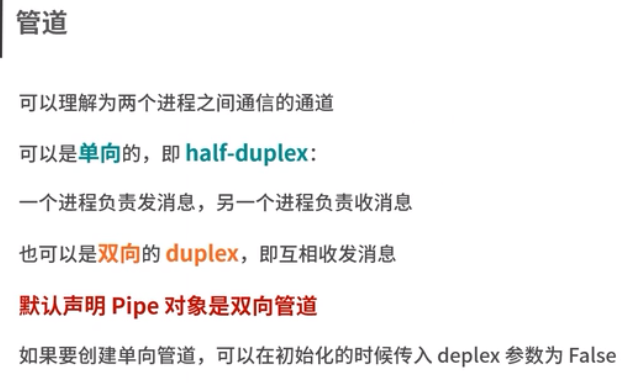 管道
可以理解为两个进程之间通信的通道
可以是单向的，即 half-duplex：
一个进程负责发消息，另一个进程负责收消息
也可以是双向的 duplex，即互相收发消息
默认声明 Pipe 对象是双向管道
如果要创建单向管道，可以在初始化的时候传入 deplex 参数为 False